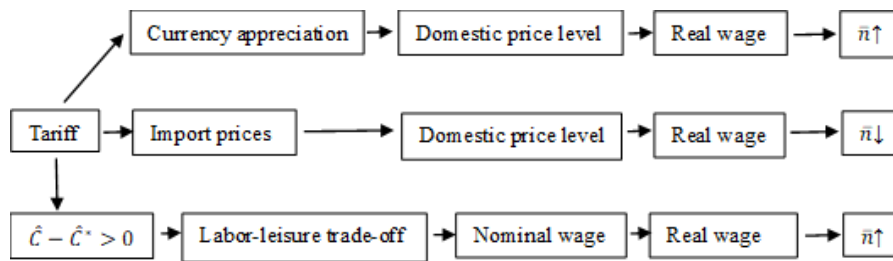 Currency appreciation Domestic price level Real wage n̄↑
Tariff Import prices Domestic price level Real wage n̄↓
Ĉ − Ĉ* > 0 Labor-leisure trade-off Nominal wage Real wage n̄↑